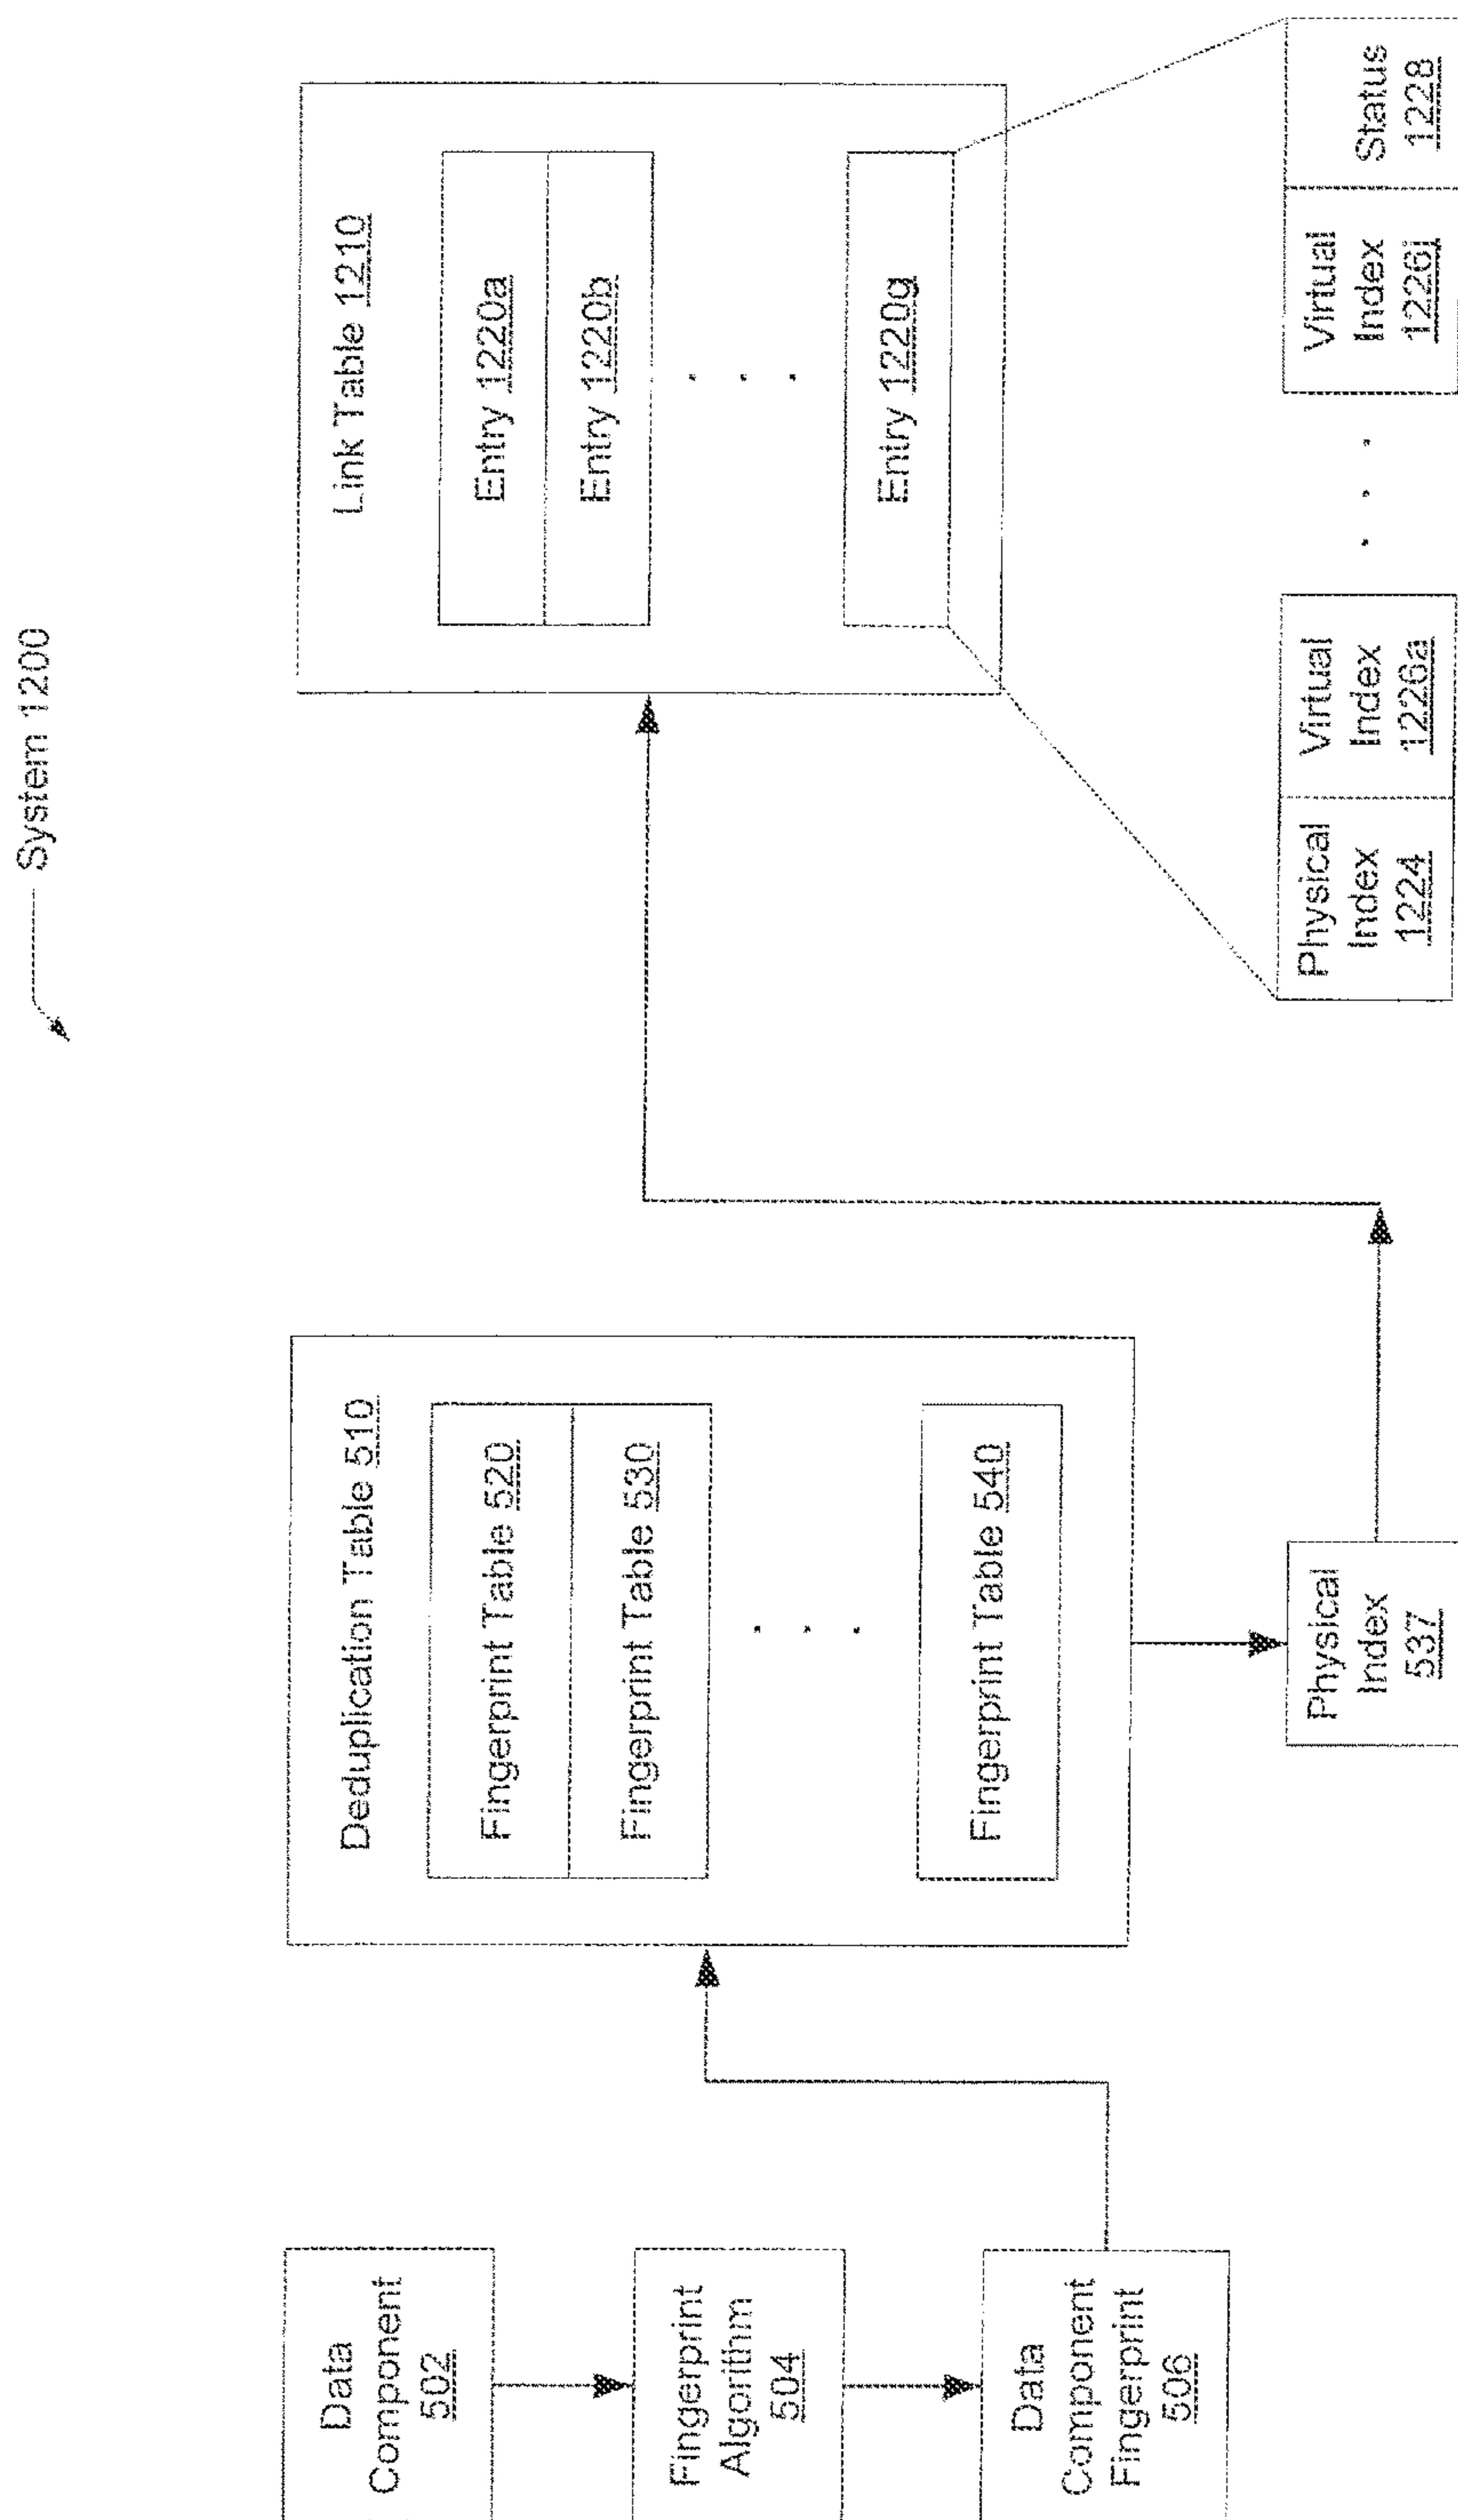 System 1200
Data
Component
502
Fingerprint
Algorithm
504
Data
Component
Fingerprint
506
Deduplication Table 510
Fingerprint Table 520
Fingerprint Table 530
. . .
Fingerprint Table 540
Physical
Index
537
Link Table 1210
Entry 1220a
Entry 1220b
. . .
Entry 1220g
Physical
Index
1224
Virtual
Index
1226a
. . .
Virtual
Index
1226j
Status
1228